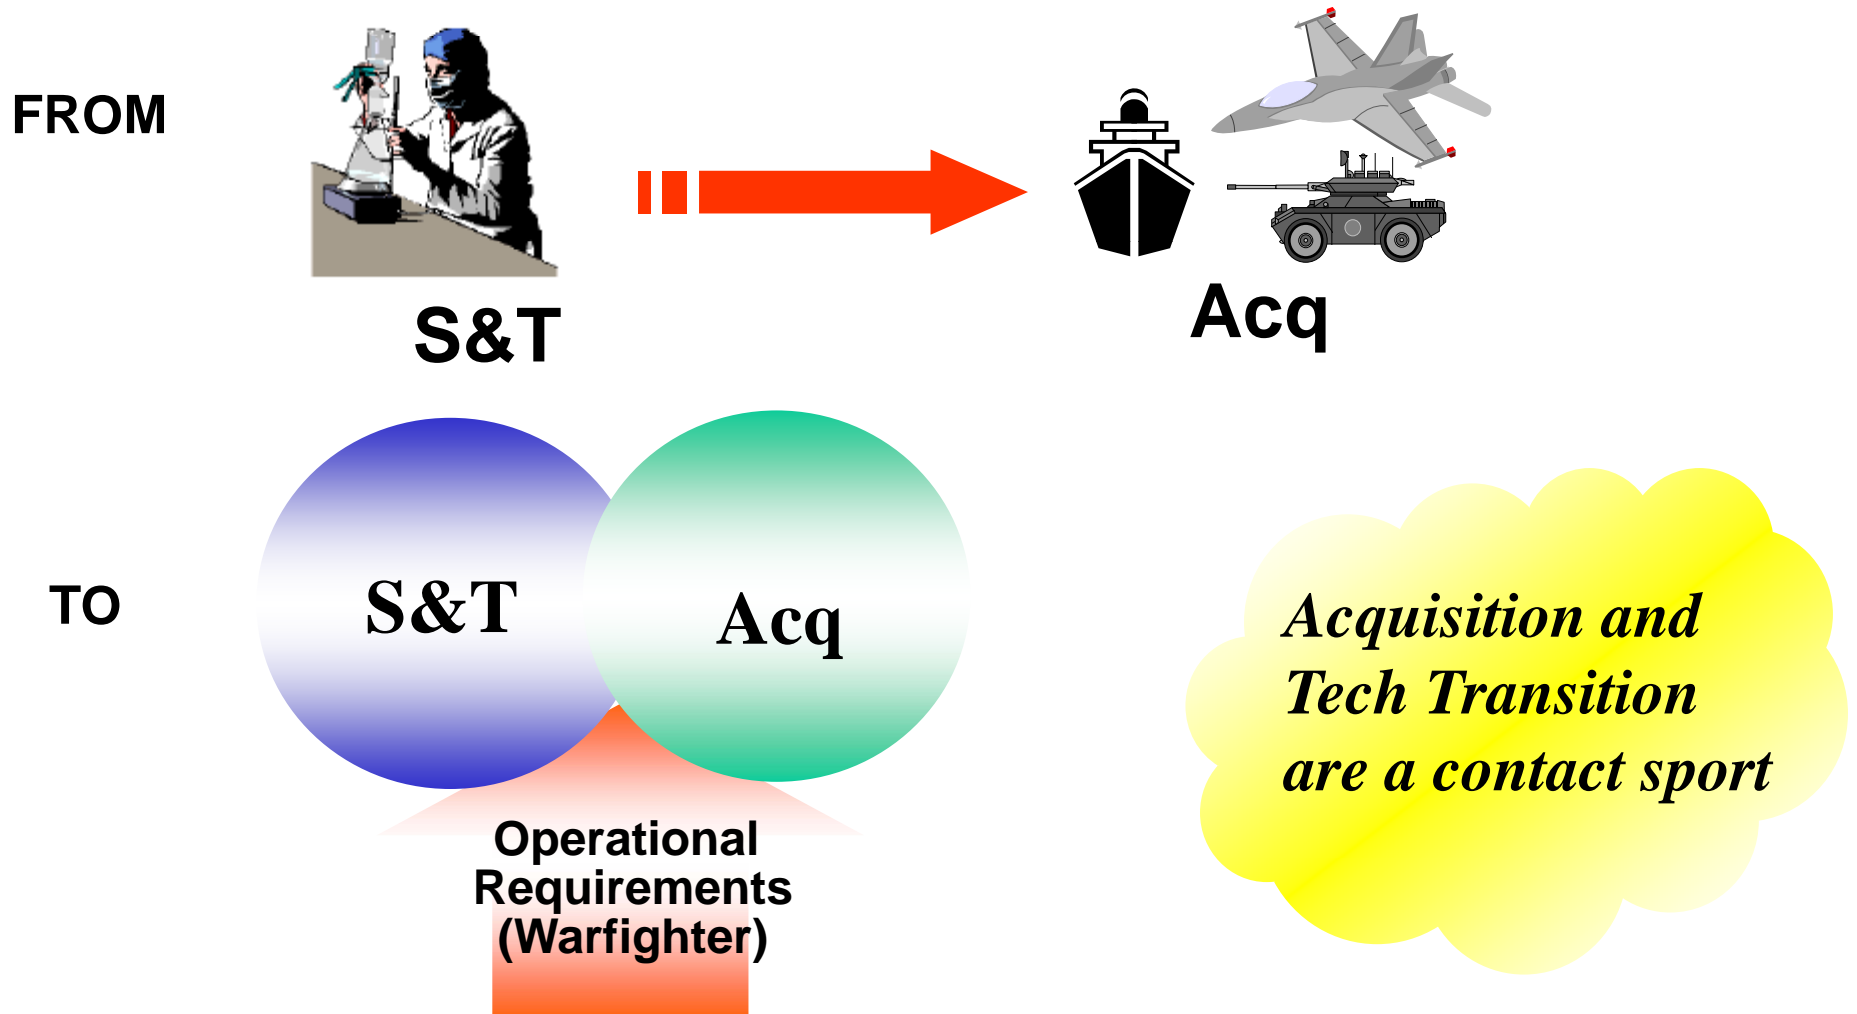 FROM
S&T
Acq
TO
S&T
Acq
Operational
Requirements
(Warfighter)
Acquisition and
Tech Transition
are a contact sport